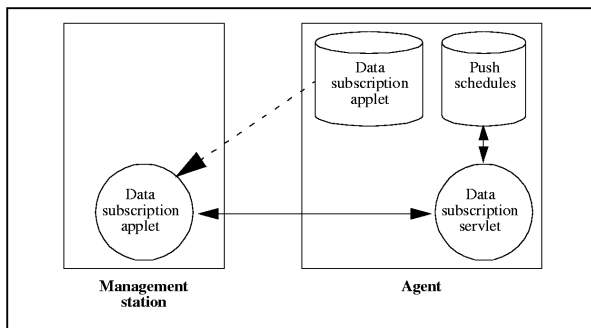 Data
subscription
applet
Push
schedules
Data
subscription
applet
Data
subscription
servlet
Management
station
Agent